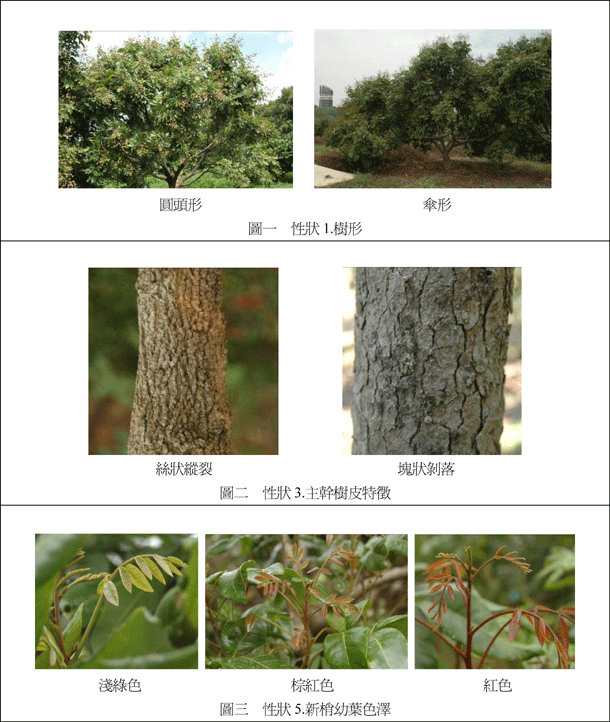 圓頭形 傘形
圖一 性狀 1.樹形
絲狀縱裂 塊狀剝落
圖二 性狀 3.主幹樹皮特徵
淺綠色 棕紅色 紅色
圖三 性狀 5.新梢幼葉色澤